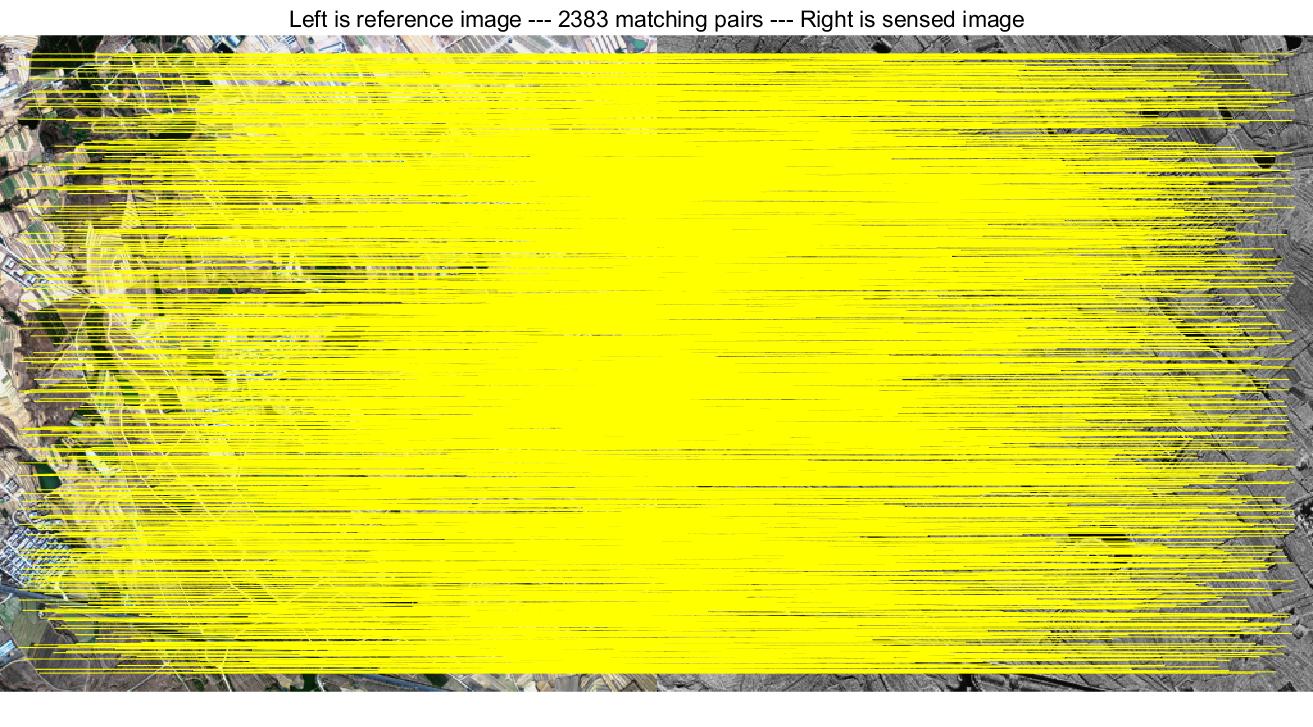 Left is reference image --- 2383 matching pairs --- Right is sensed image